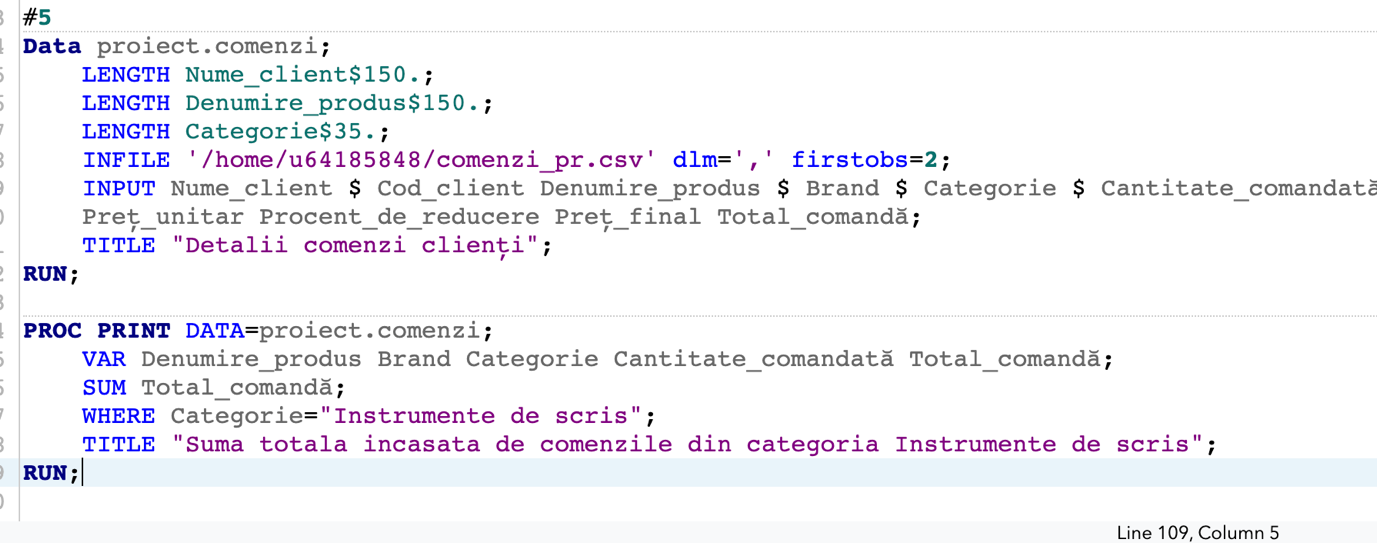 #5
Data proiect.comenzi;
LENGTH Nume_client$150.;
LENGTH Denumire_produs$150.;
LENGTH Categorie$35.;
INFILE '/home/u64185848/comenzi_pr.csv' dlm=',' firstobs=2;
INPUT Nume_client $ Cod_client Denumire_produs $ Brand $ Categorie $ Cantitate_comandată
Preț_unitar Procent_de_reducere Preț_final Total_comandă;
TITLE "Detalii comenzi clienți";
RUN;
PROC PRINT DATA=proiect.comenzi;
VAR Denumire_produs Brand Categorie Cantitate_comandată Total_comandă;
SUM Total_comandă;
WHERE Categorie="Instrumente de scris";
TITLE "Suma totala incasata de comenzile din categoria Instrumente de scris";
RUN;
Line 109, Column 5